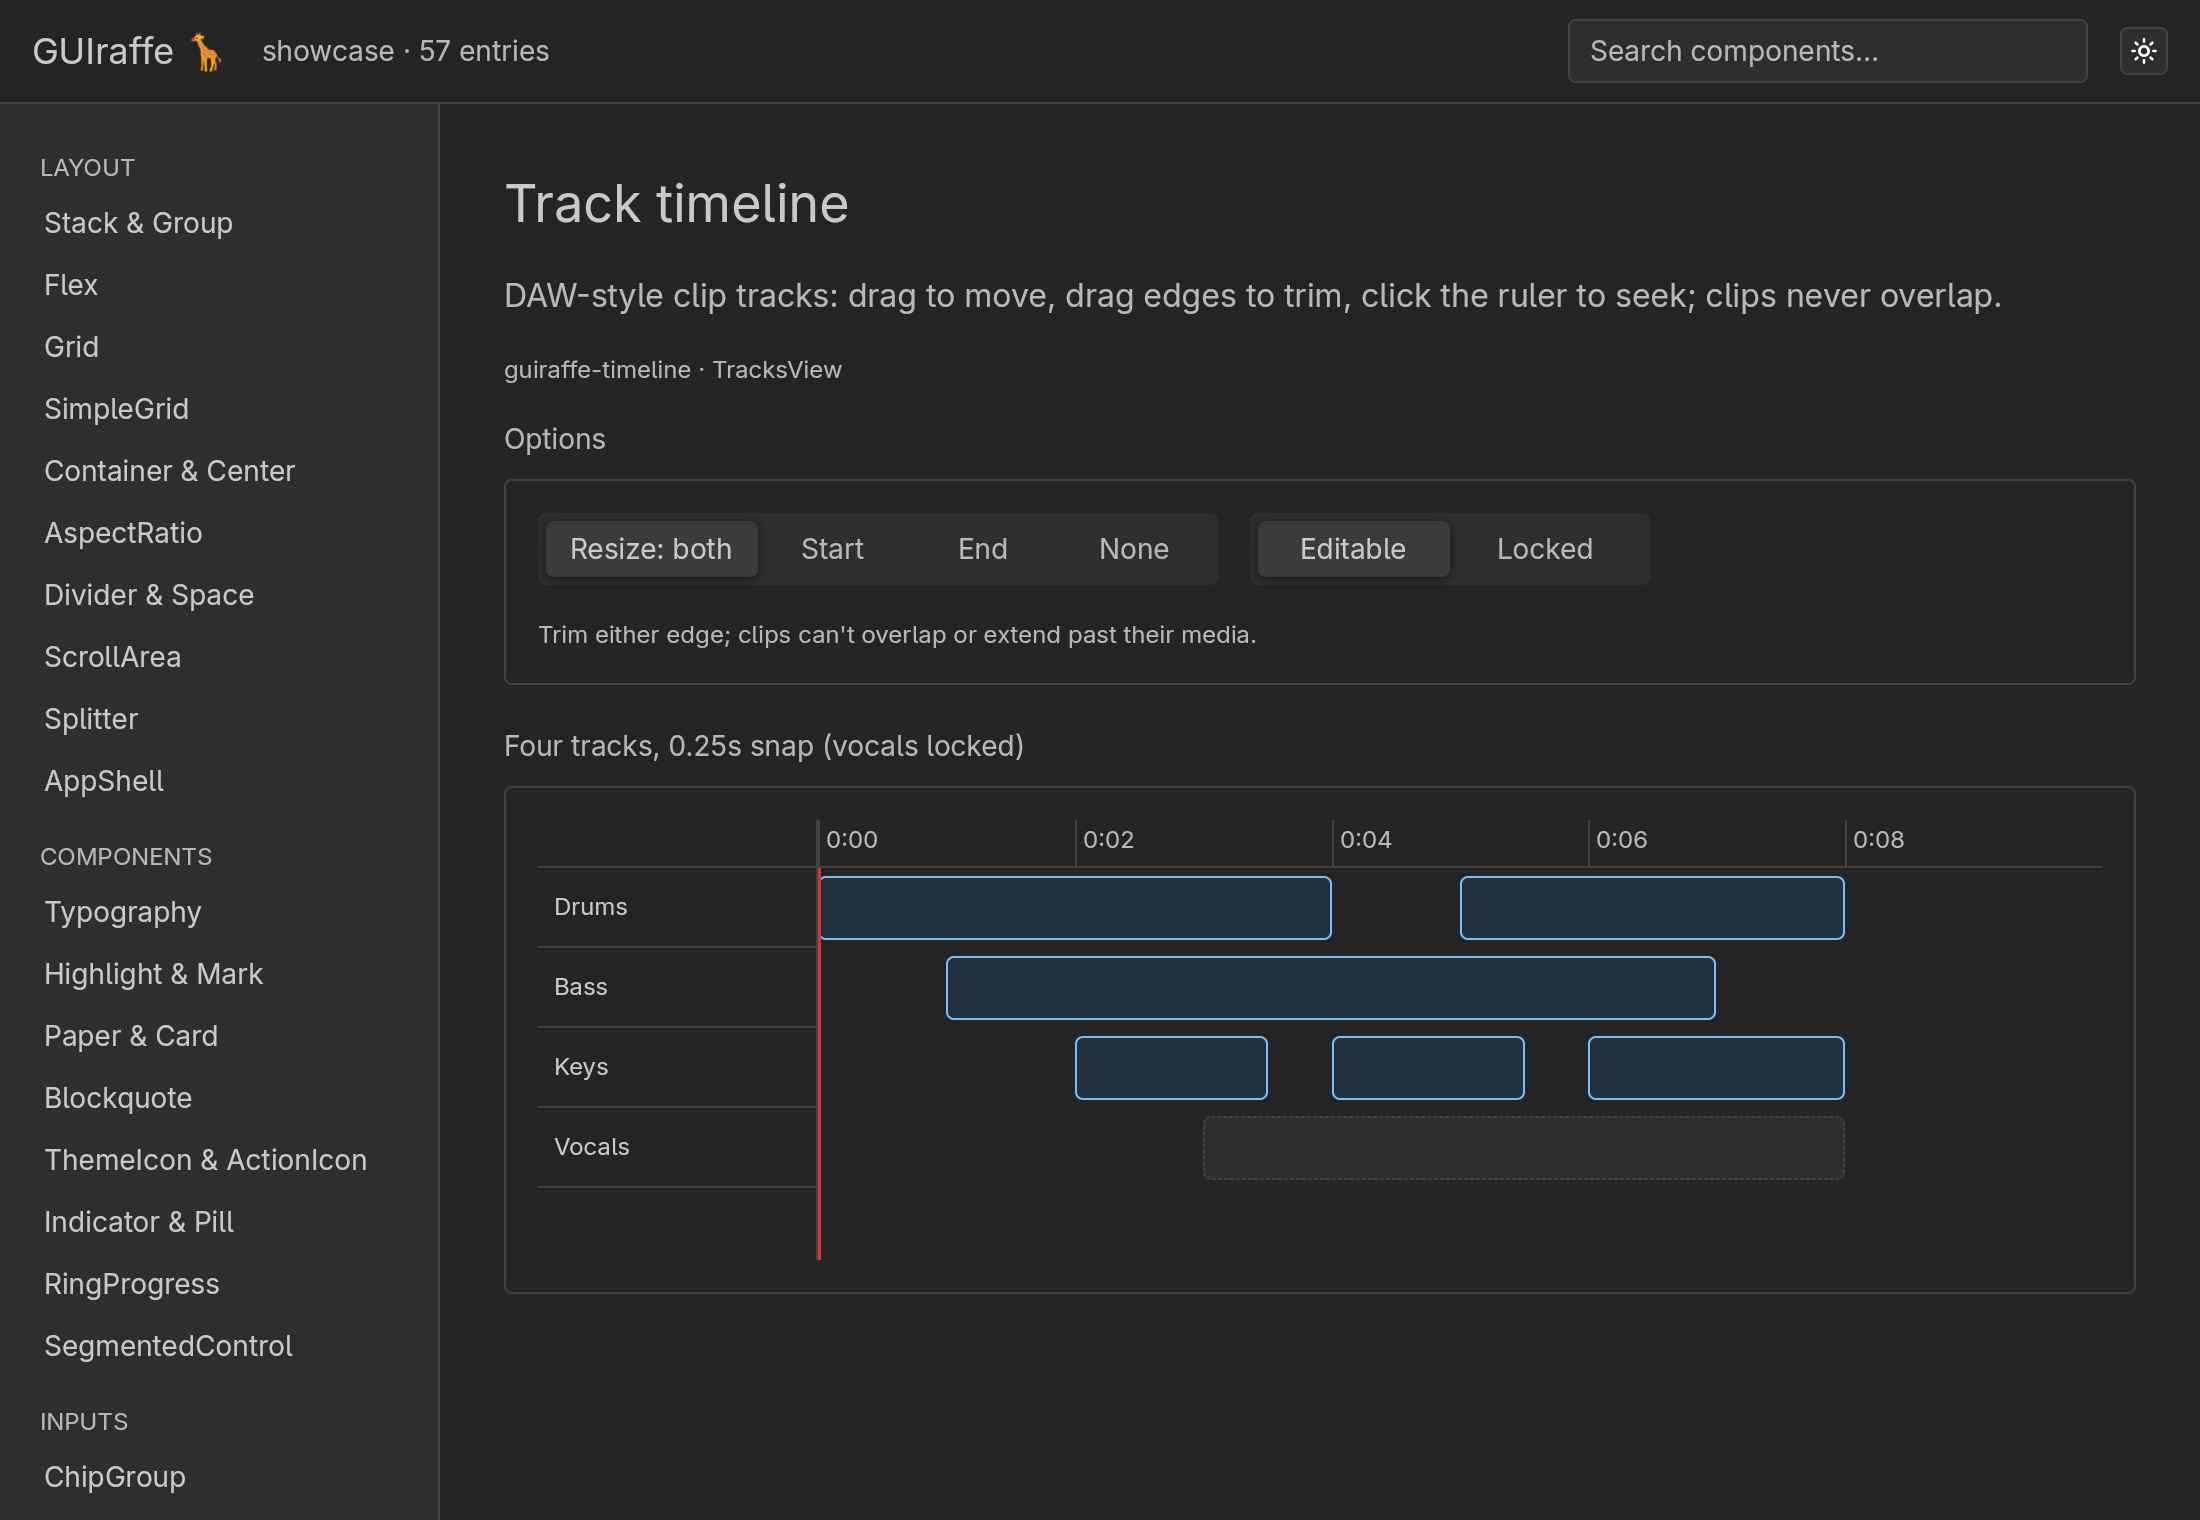 GUIraffe 🦒 showcase · 57 entries
Search components...
LAYOUT
Stack & Group
Flex
Grid
SimpleGrid
Container & Center
AspectRatio
Divider & Space
ScrollArea
Splitter
AppShell
COMPONENTS
Typography
Highlight & Mark
Paper & Card
Blockquote
ThemeIcon & ActionIcon
Indicator & Pill
RingProgress
SegmentedControl
INPUTS
ChipGroup
Track timeline
DAW-style clip tracks: drag to move, drag edges to trim, click the ruler to seek; clips never overlap.
guiraffe-timeline · TracksView
Options
Resize: both Start End None Editable Locked
Trim either edge; clips can't overlap or extend past their media.
Four tracks, 0.25s snap (vocals locked)
0:00 0:02 0:04 0:06 0:08
Drums
Bass
Keys
Vocals